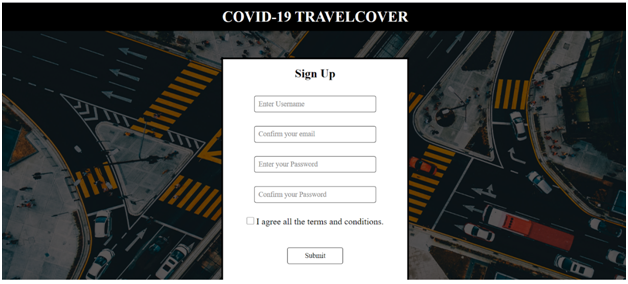 COVID-19 TRAVELCOVER
Sign Up
Enter Username
Confirm your email
Enter your Password
Confirm your Password
I agree all the terms and conditions.
Submit